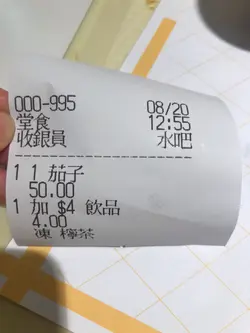 000-995 08/20
堂食 12:55
收銀員 水吧
--------------------
1 1 茄子
50.00
1 加 $4 飲品
4.00
凍 檸茶